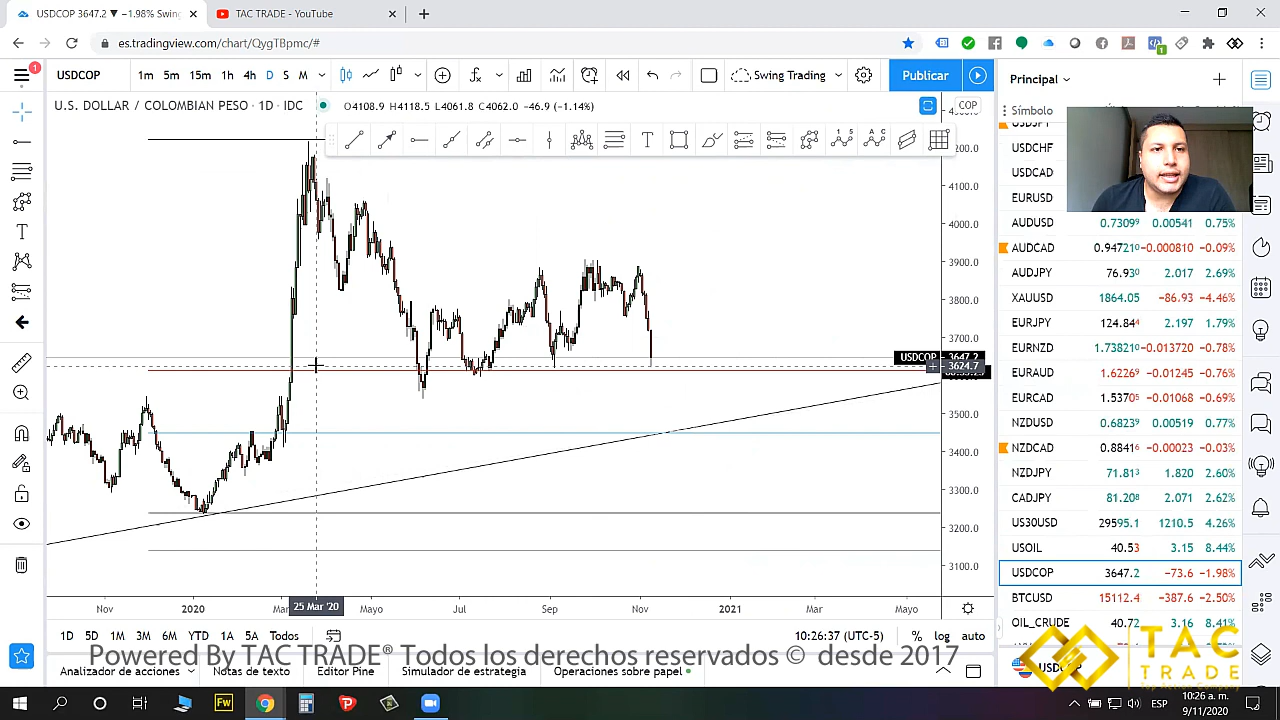 USDCOP 3647.2 ▼ −1.98% Swing
TAC TRADE - YouTube
es.tradingview.com/chart/QygTBpmc/#
USDCOP
1m 5m 15m 1h 4h D S M
Swing Trading
Publicar
Principal
1
U.S. DOLLAR / COLOMBIAN PESO · 1D · IDC
O4108.9 H4118.5 L4061.8 C4062.0 −46.9 (−1.14%)
COP
Símbolo
USDCHF
USDCAD
EURUSD
AUDUSD 0.73099 0.00541 0.75%
AUDCAD 0.947210 −0.000810 −0.09%
AUDJPY 76.930 2.017 2.69%
XAUUSD 1864.05 −86.93 −4.46%
EURJPY 124.844 2.197 1.79%
EURNZD 1.73821 −0.013720 −0.78%
EURAUD 1.62269 −0.01245 −0.76%
EURCAD 1.53705 −0.01068 −0.69%
NZDUSD 0.68239 0.00519 0.77%
NZDCAD 0.88416 −0.00023 −0.03%
NZDJPY 71.813 1.820 2.60%
CADJPY 81.208 2.071 2.62%
US30USD 29595.1 1210.5 4.26%
USOIL 40.53 3.15 8.44%
USDCOP 3647.2 −73.6 −1.98%
BTCUSD 15112.4 −387.6 −2.50%
OIL_CRUDE 40.72 3.16 8.41%
4200.0
4100.0
4000.0
3900.0
3800.0
3700.0
USDCOP 3647.2
3624.7
3500.0
3400.0
3300.0
3200.0
3100.0
Nov 2020 Mar 25 Mar '20 Mayo Jul Sep Nov 2021 Mar Mayo
1D 5D 1M 3M 6M YTD 1A 5A Todo
10:26:37 (UTC-5) % log auto
Powered By TAC TRADE® Todos los derechos reservados © desde 2017
Analizador de acciones Notas de texto Editor Pine Simulador de estrategia Operaciones sobre papel
USDCOP
TAC
TRADE
Top Action Company
ESP
10:26 a. m.
9/11/2020